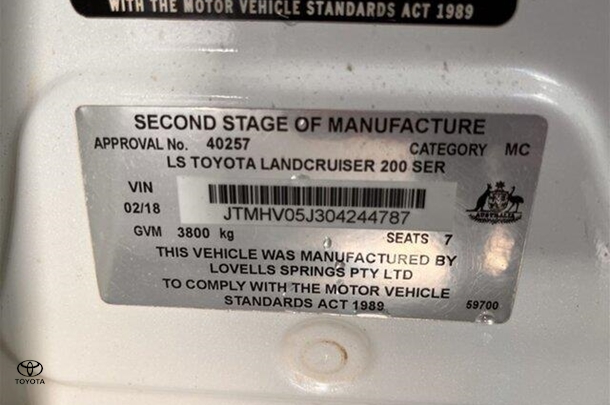 WITH THE MOTOR VEHICLE STANDARDS ACT 1989
SECOND STAGE OF MANUFACTURE
APPROVAL No. 40257 CATEGORY MC
LS TOYOTA LANDCRUISER 200 SER
VIN
02/18 JTMHV05J304244787
AUSTRALIA
GVM 3800 kg SEATS 7
THIS VEHICLE WAS MANUFACTURED BY
LOVELLS SPRINGS PTY LTD
TO COMPLY WITH THE MOTOR VEHICLE
STANDARDS ACT 1989
59700
TOYOTA